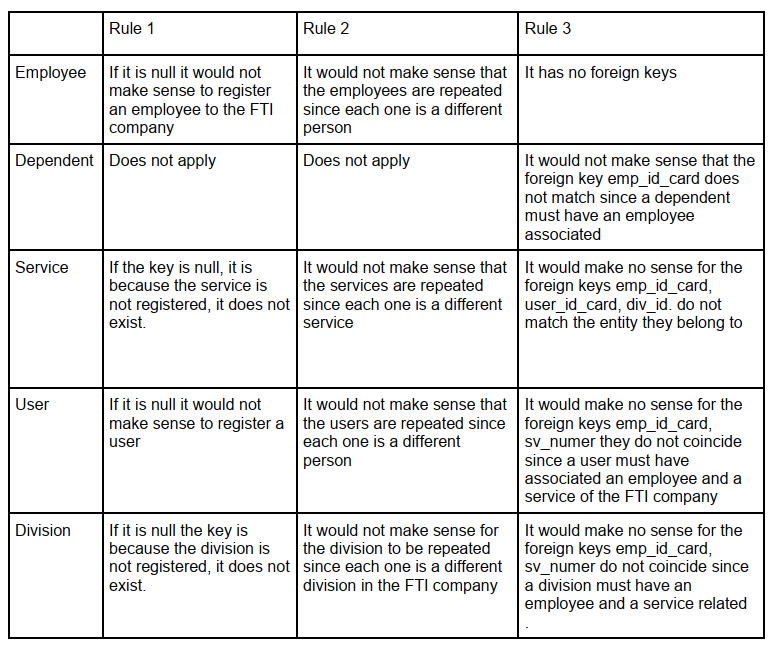 Rule 1
Rule 2
Rule 3
Employee
If it is null it would not
make sense to register
an employee to the FTI
company
It would not make sense that
the employees are repeated
since each one is a different
person
It has no foreign keys
Dependent
Does not apply
Does not apply
It would not make sense that the
foreign key emp_id_card does
not match since a dependent
must have an employee
associated
Service
If the key is null, it is
because the service is
not registered, it does not
exist.
It would not make sense that
the services are repeated
since each one is a different
service
It would make no sense for the
foreign keys emp_id_card,
user_id_card, div_id. do not
match the entity they belong to
User
If it is null it would not
make sense to register a
user
It would not make sense that
the users are repeated since
each one is a different
person
It would make no sense for the
foreign keys emp_id_card,
sv_numer they do not coincide
since a user must have
associated an employee and a
service of the FTI company
Division
If it is null the key is
because the division is
not registered, it does not
exist.
It would not make sense for
the division to be repeated
since each one is a different
division in the FTI company
It would make no sense for the
foreign keys emp_id_card,
sv_numer do not coincide since
a division must have an
employee and a service related
.